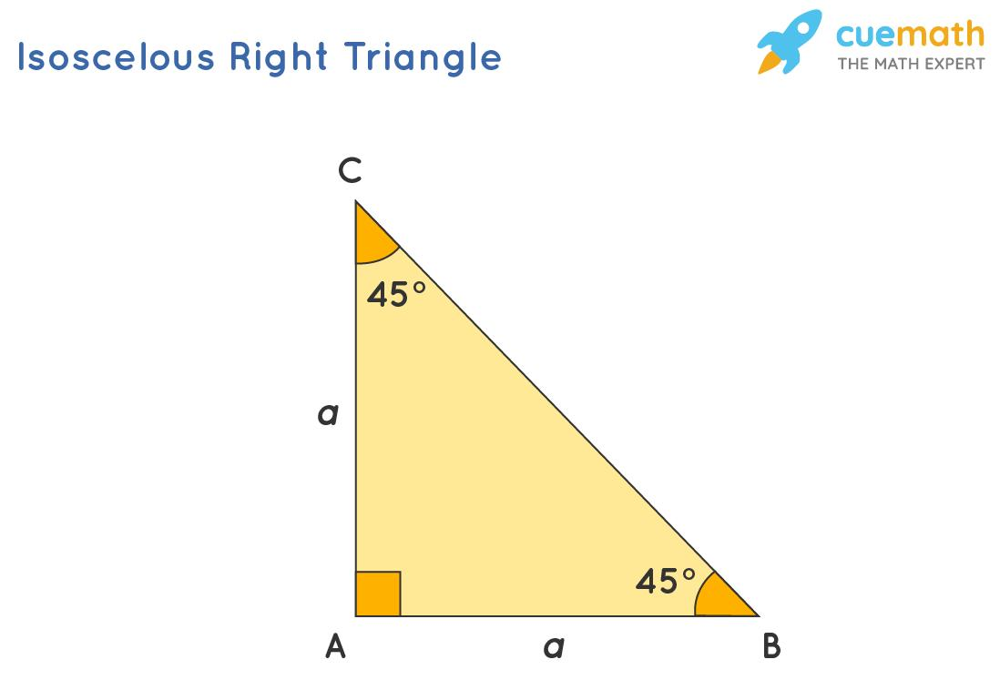 Isoscelous Right Triangle
cuemath
THE MATH EXPERT
C
45°
a
45°
A
a
B